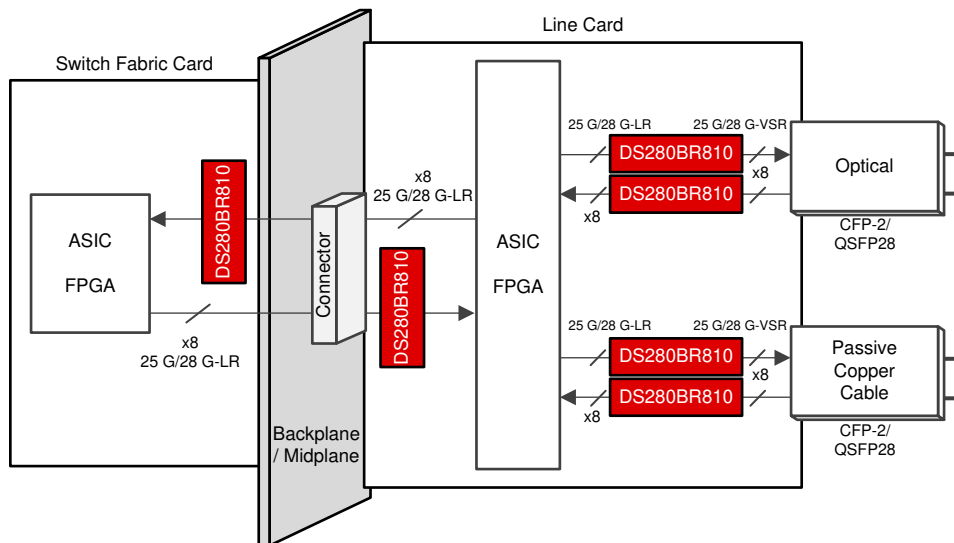 Line Card
Switch Fabric Card
25 G/28 G-LR
25 G/28 G-VSR
DS280BR810
x8
x8
DS280BR810
x8
x8
Optical
CFP-2/
QSFP28
DS280BR810
x8
25 G/28 G-LR
ASIC
FPGA
Connector
ASIC
FPGA
DS280BR810
x8
25 G/28 G-LR
25 G/28 G-LR
25 G/28 G-VSR
DS280BR810
x8
DS280BR810
x8
Passive
Copper
Cable
CFP-2/
QSFP28
Backplane
/ Midplane